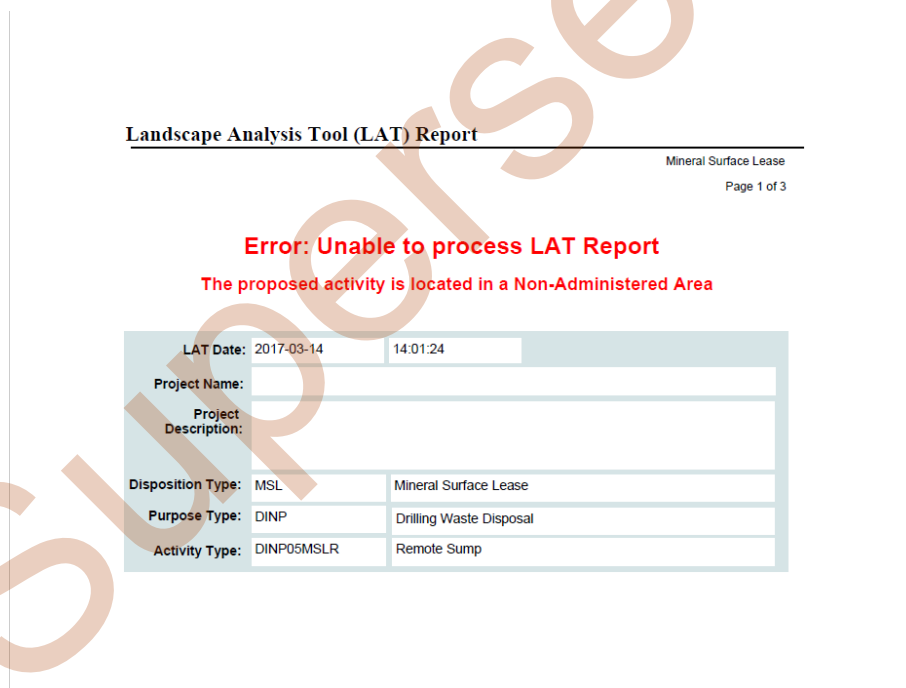 Landscape Analysis Tool (LAT) Report
Mineral Surface Lease
Page 1 of 3
Error: Unable to process LAT Report
The proposed activity is located in a Non-Administered Area
LAT Date: 2017-03-14 14:01:24
Project Name:
Project
Description:
Disposition Type: MSL Mineral Surface Lease
Purpose Type: DINP Drilling Waste Disposal
Activity Type: DINP05MSLR Remote Sump
Superse